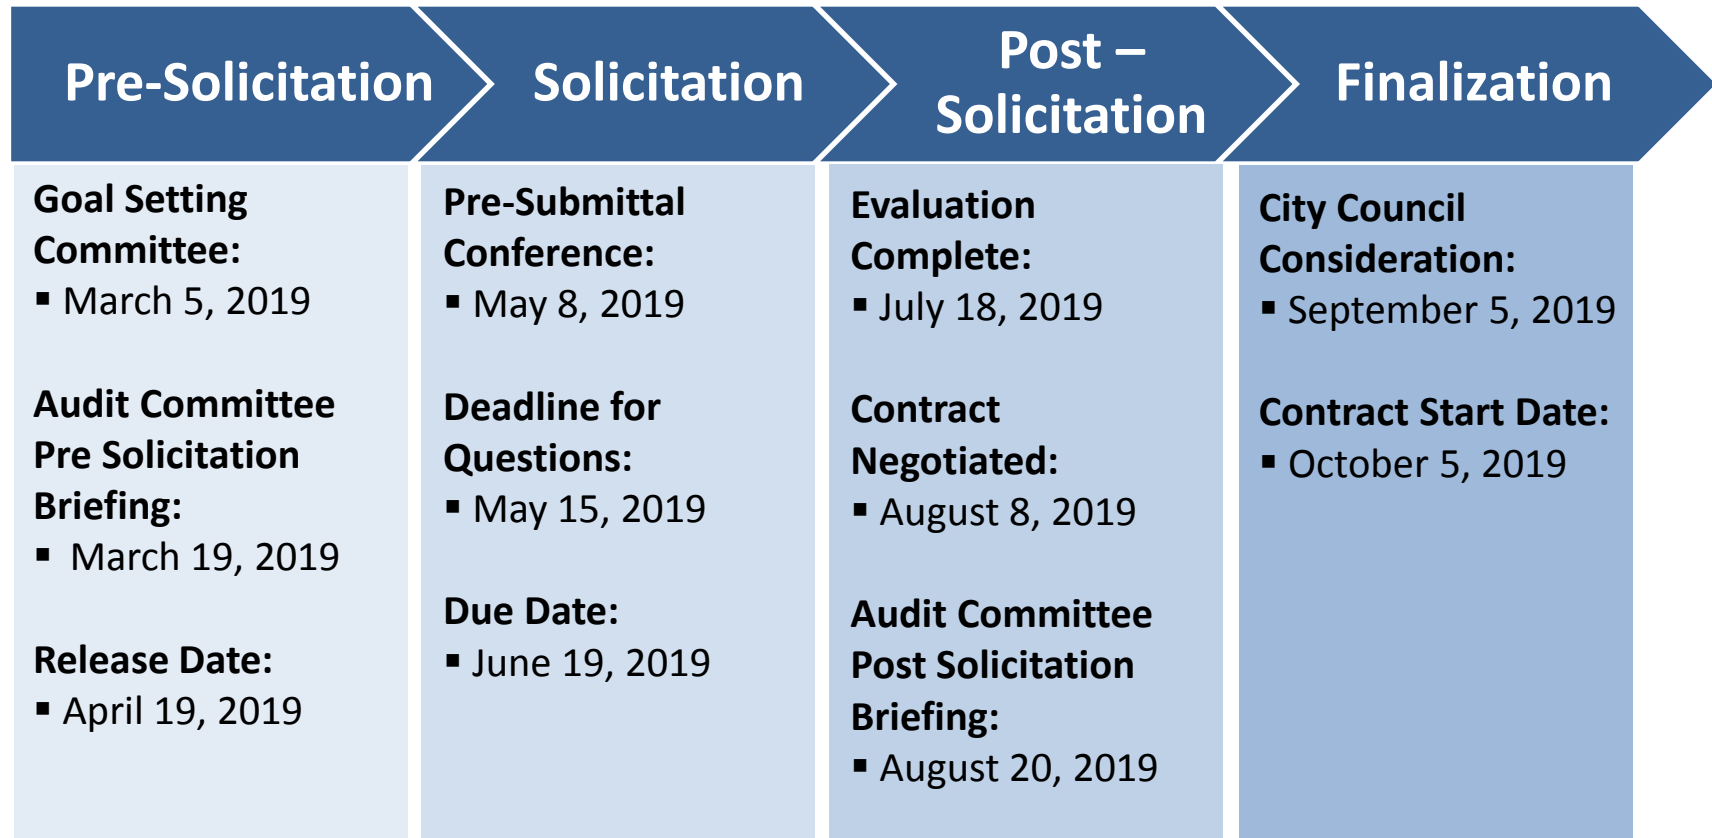 Pre-Solicitation
Solicitation
Post –
Solicitation
Finalization
Goal Setting
Committee:
▪ March 5, 2019
Audit Committee
Pre Solicitation
Briefing:
▪ March 19, 2019
Release Date:
▪ April 19, 2019
Pre-Submittal
Conference:
▪ May 8, 2019
Deadline for
Questions:
▪ May 15, 2019
Due Date:
▪ June 19, 2019
Evaluation
Complete:
▪ July 18, 2019
Contract
Negotiated:
▪ August 8, 2019
Audit Committee
Post Solicitation
Briefing:
▪ August 20, 2019
City Council
Consideration:
▪ September 5, 2019
Contract Start Date:
▪ October 5, 2019